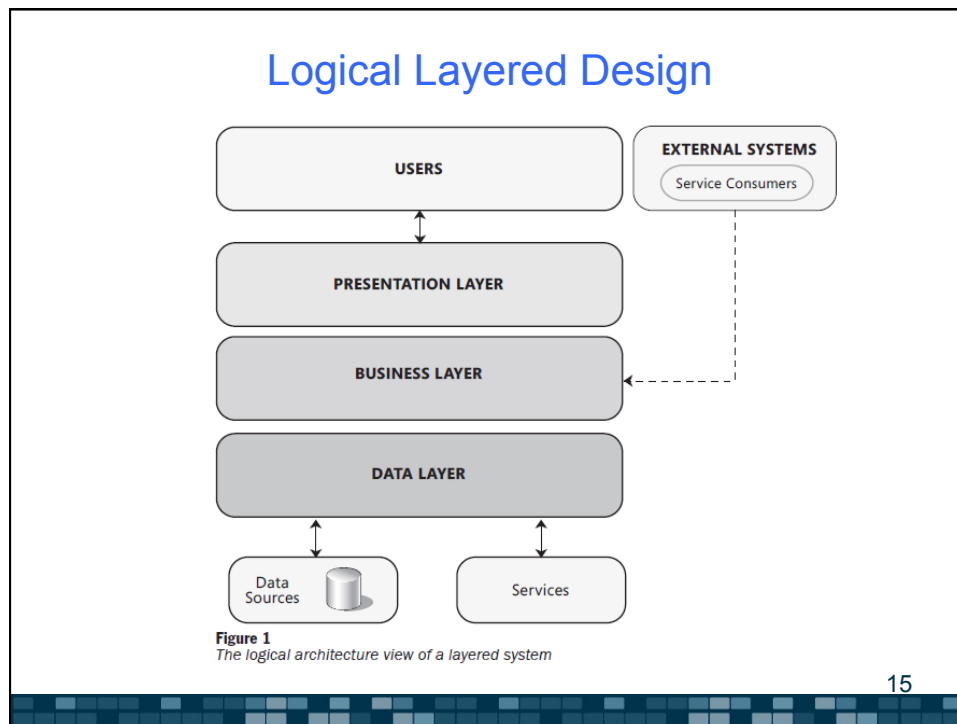 Logical Layered Design
USERS
EXTERNAL SYSTEMS
Service Consumers
PRESENTATION LAYER
BUSINESS LAYER
DATA LAYER
Data
Sources
Services
Figure 1
The logical architecture view of a layered system
15